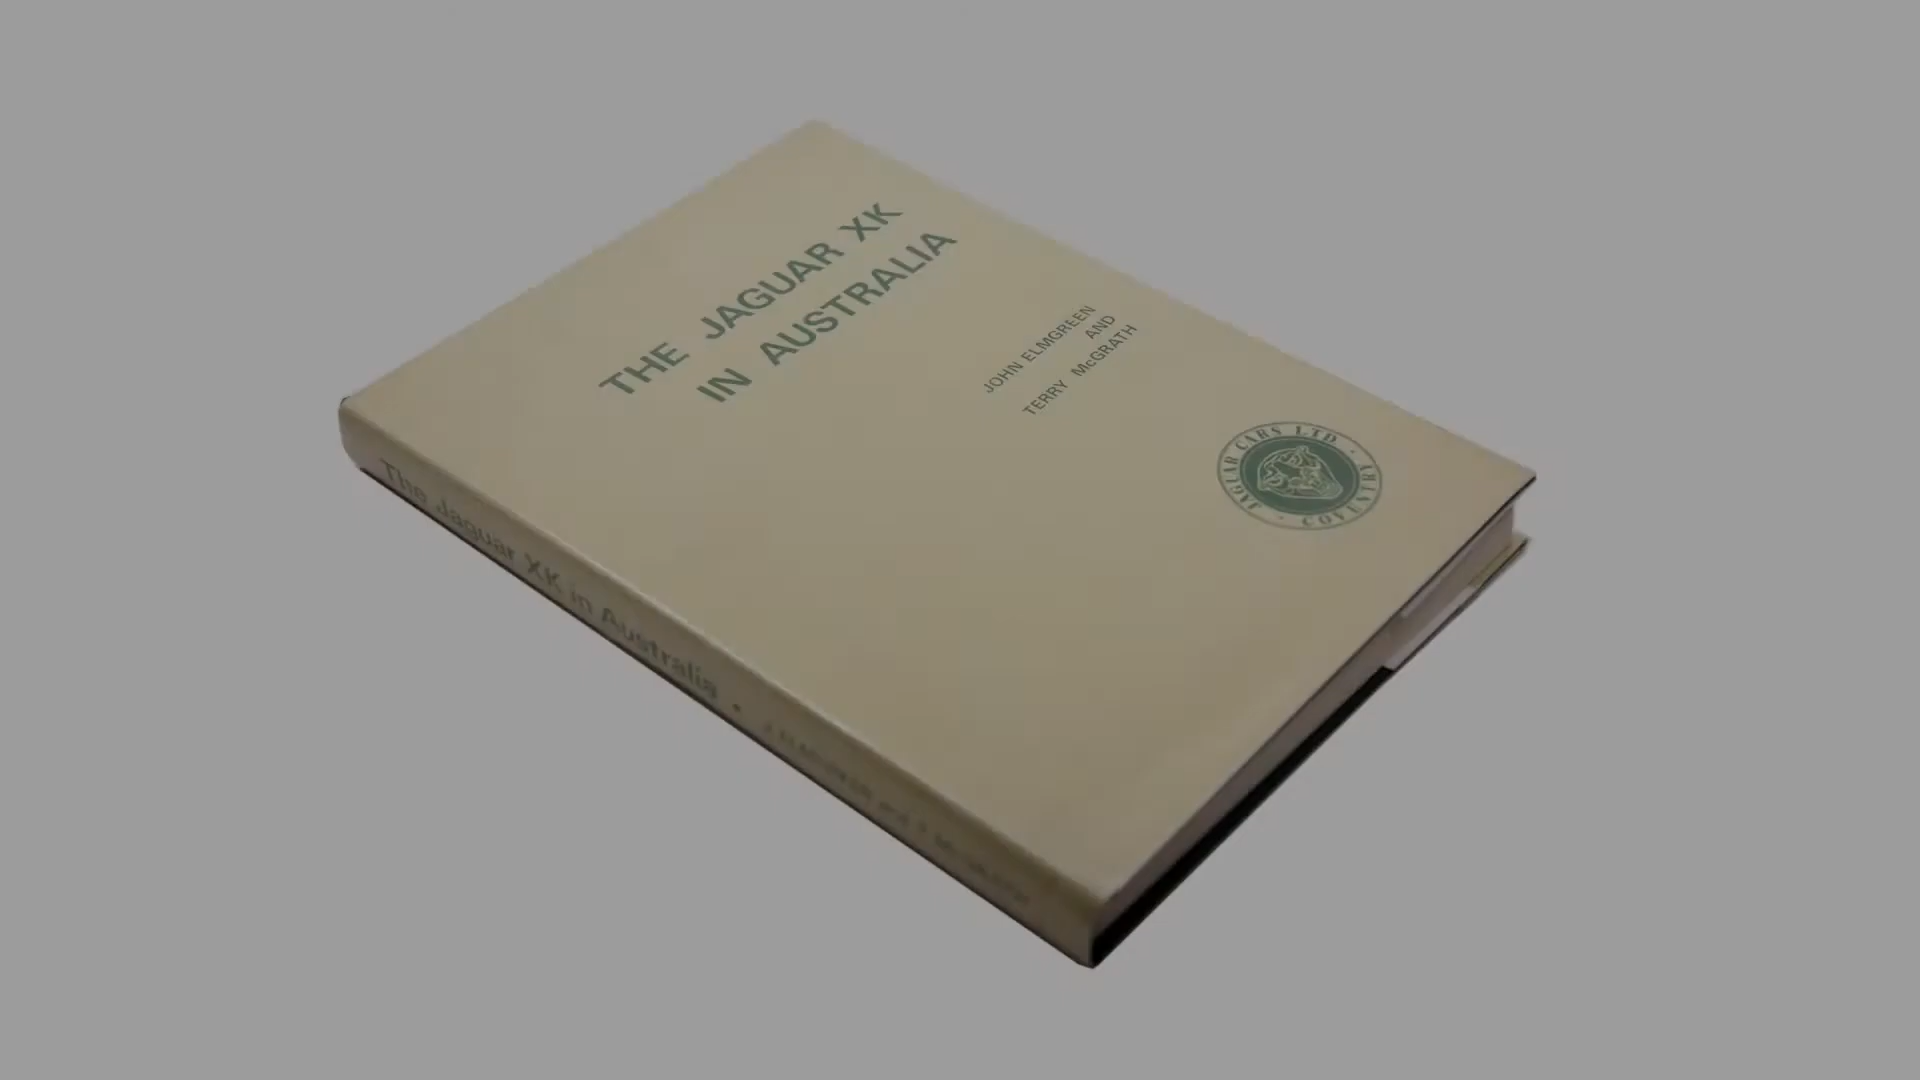 THE JAGUAR XK
IN AUSTRALIA
JOHN ELMGREEN
AND
TERRY McGRATH
JAGUAR CARS LTD · COVENTRY ·
The Jaguar XK in Australia •